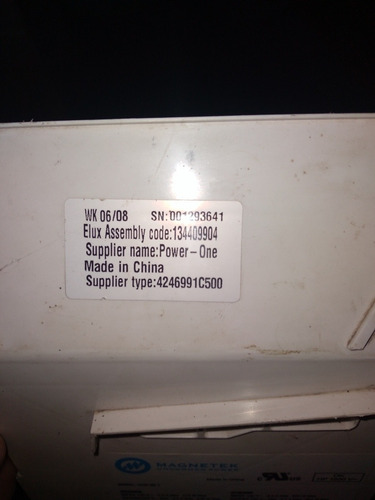 WK 06/08 SN:001293641
Elux Assembly code:134409904
Supplier name:Power-One
Made in China
Supplier type:4246991C500
MAGNETEK